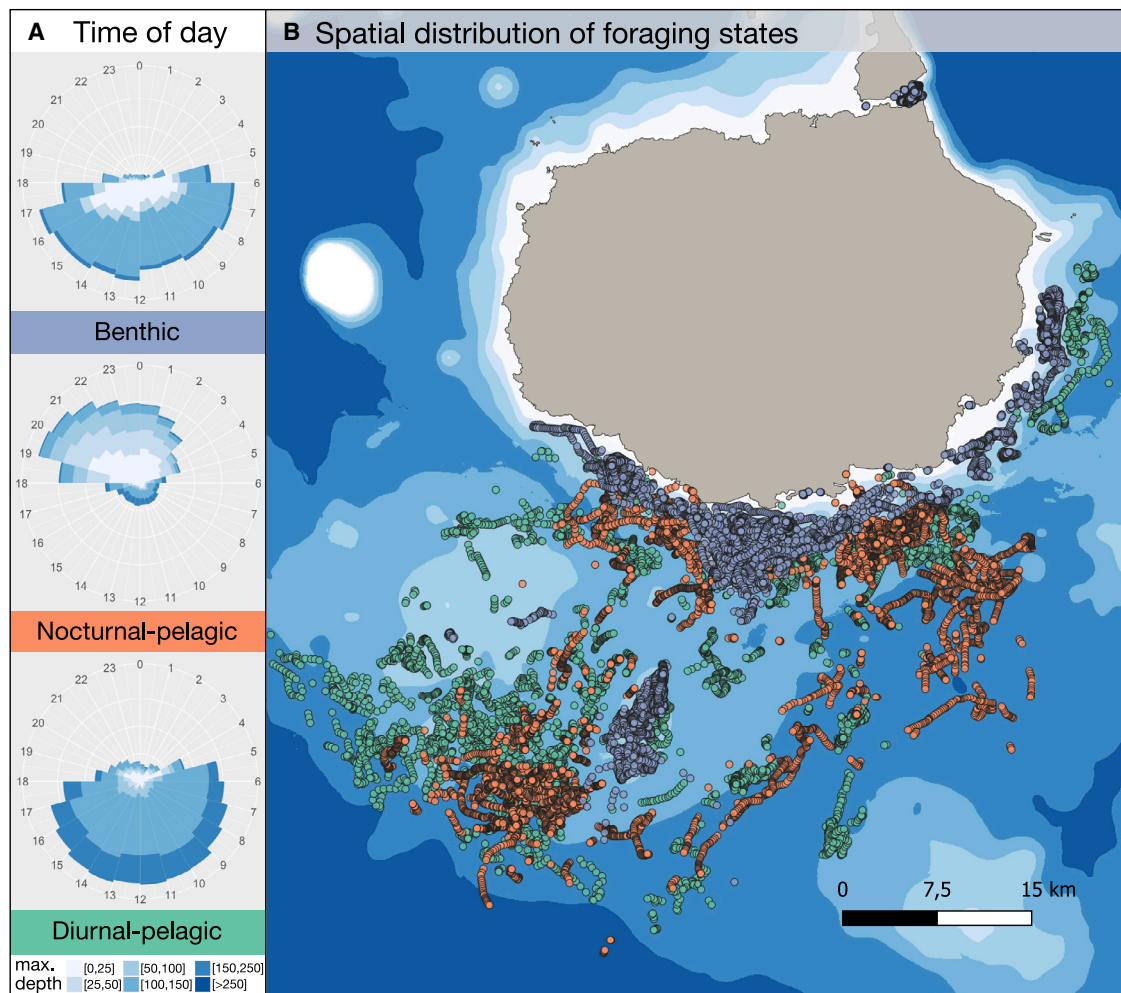 A Time of day
23 0 1
22 2
21 3
20 4
19 5
18 6
17 7
16 8
15 9
14 10
13 12 11
Benthic
23 0 1
22 2
21 3
20 4
19 5
18 6
17 7
16 8
15 9
14 10
13 12 11
Nocturnal-pelagic
23 0 1
22 2
21 3
20 4
19 5
18 6
17 7
16 8
15 9
14 10
13 12 11
Diurnal-pelagic
max. [0,25] [50,100] [150,250]
depth [25,50] [100,150] [>250]
B Spatial distribution of foraging states
0 7,5 15 km